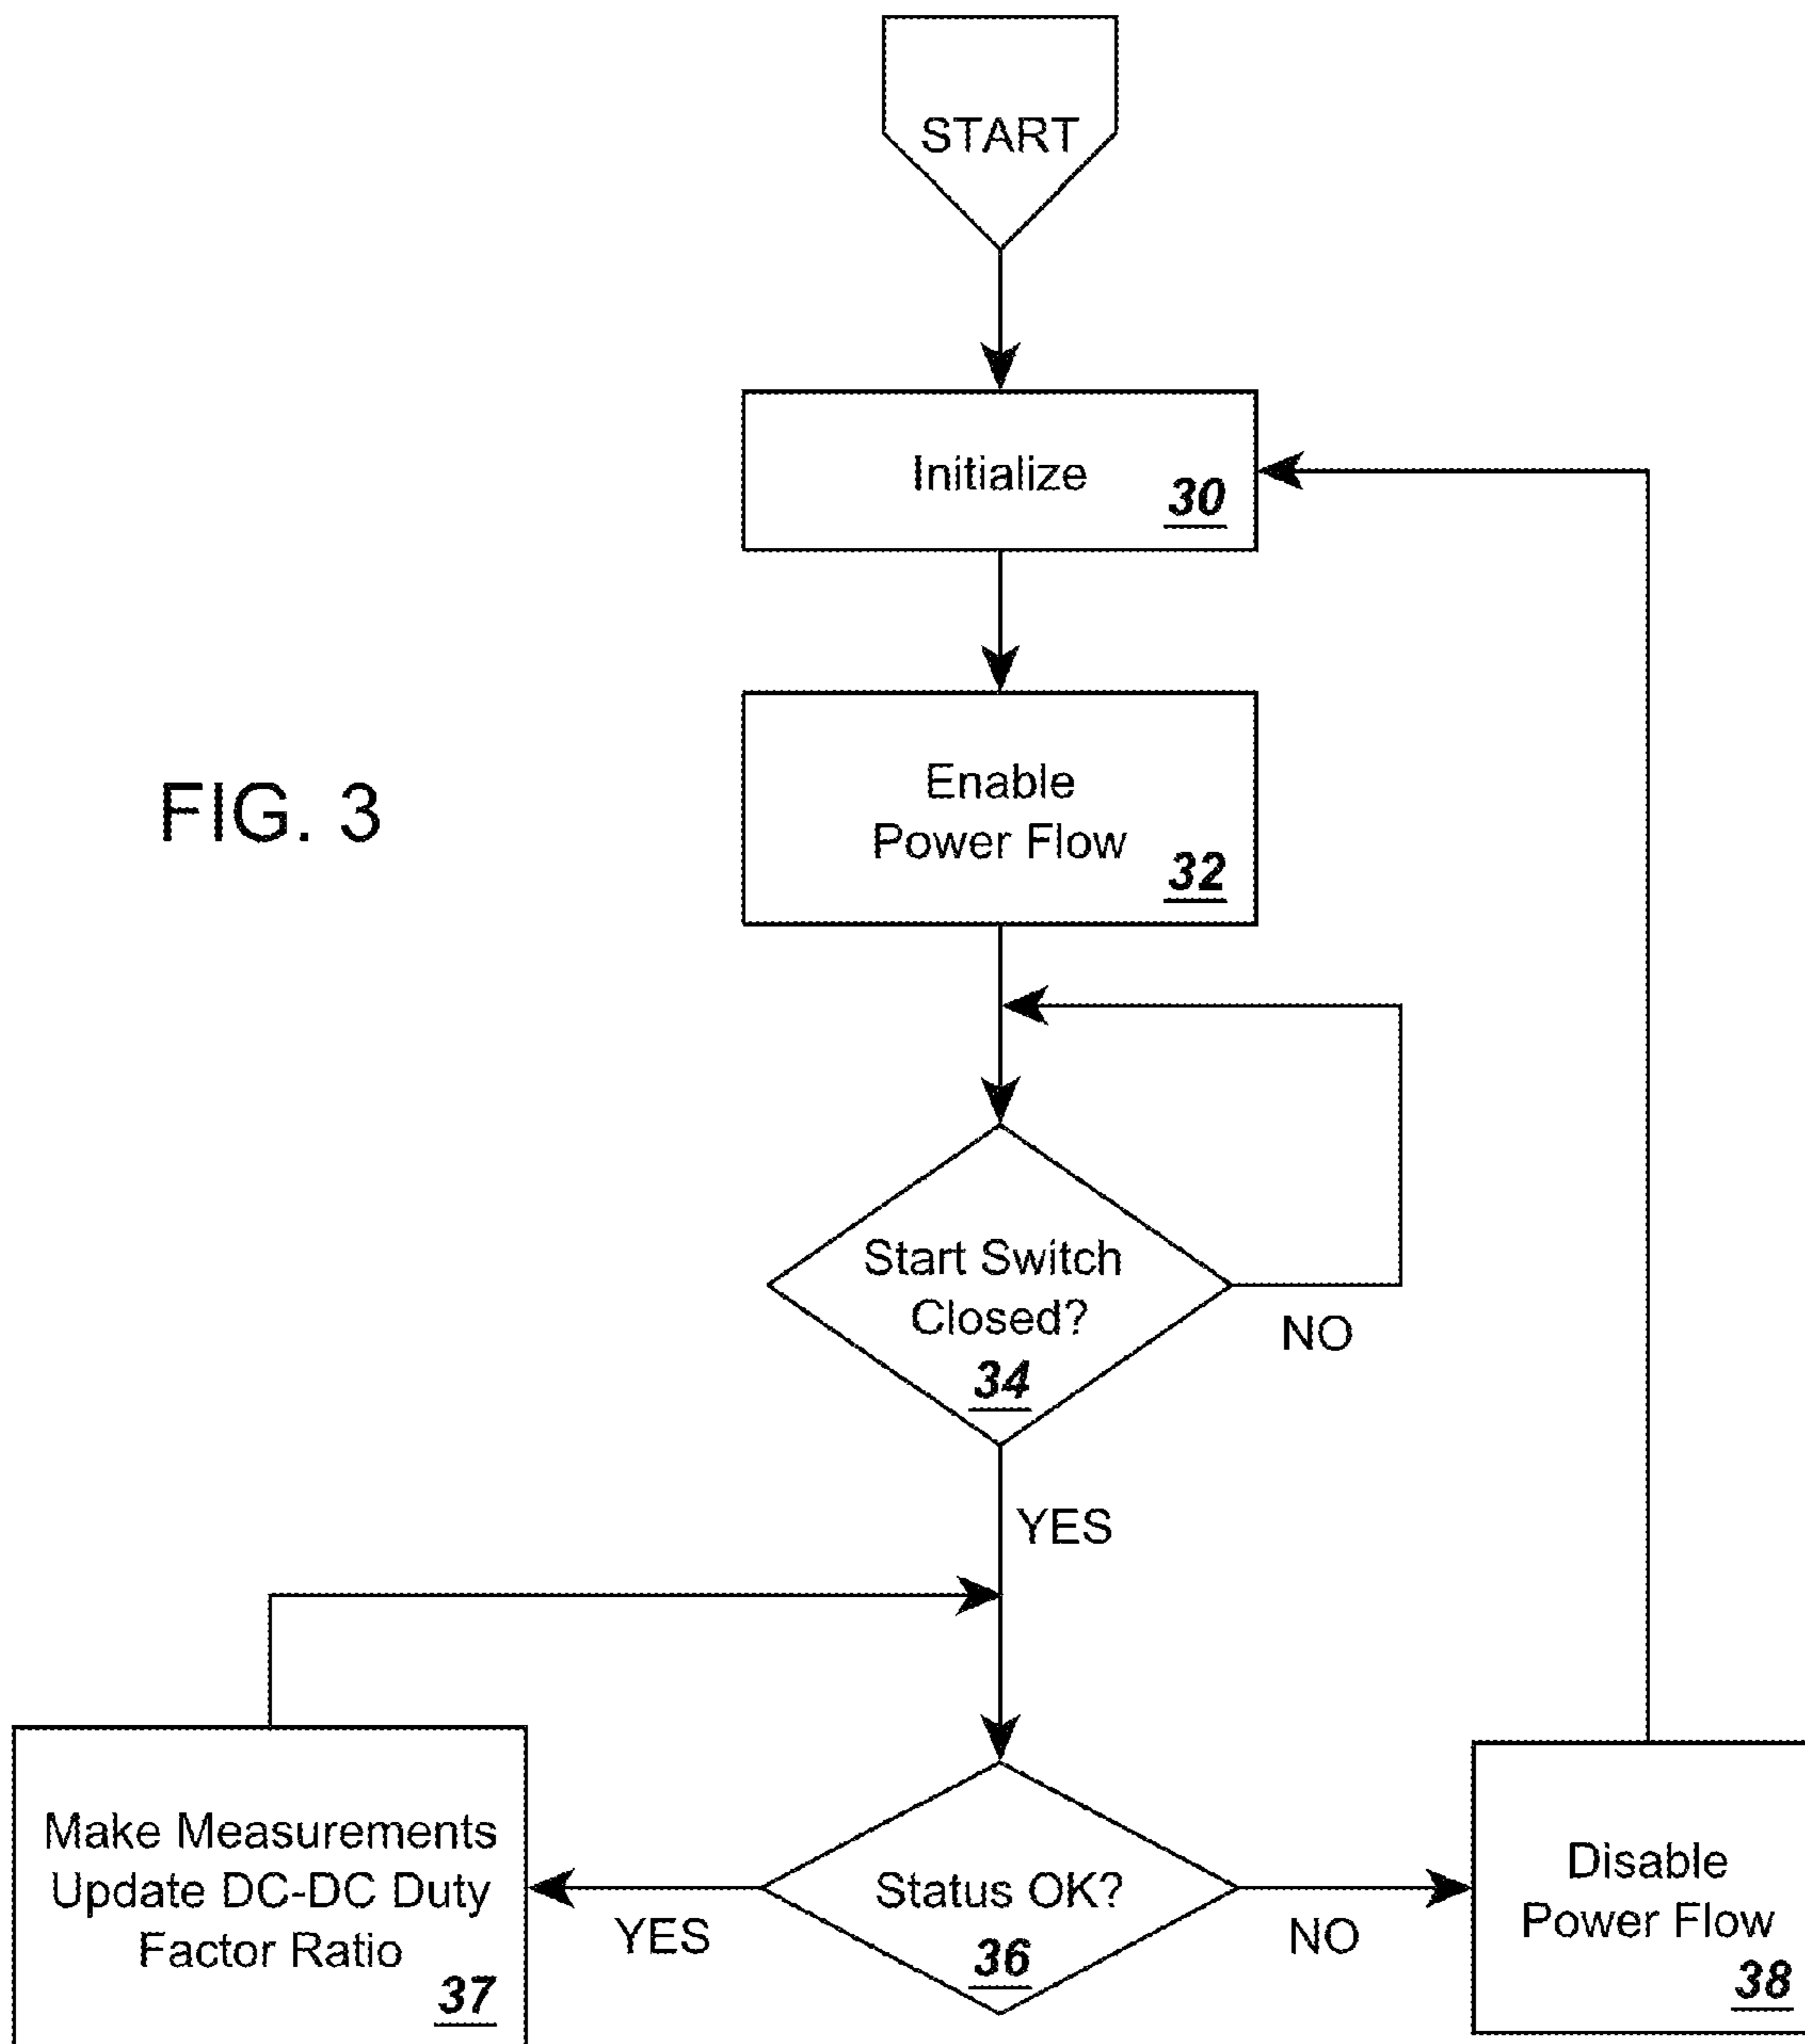 START
Initialize
30
FIG. 3
Enable
Power Flow
32
Start Switch
Closed?
34
NO
YES
Make Measurements
Update DC-DC Duty
Factor Ratio
37
YES
Status OK?
36
NO
Disable
Power Flow
38